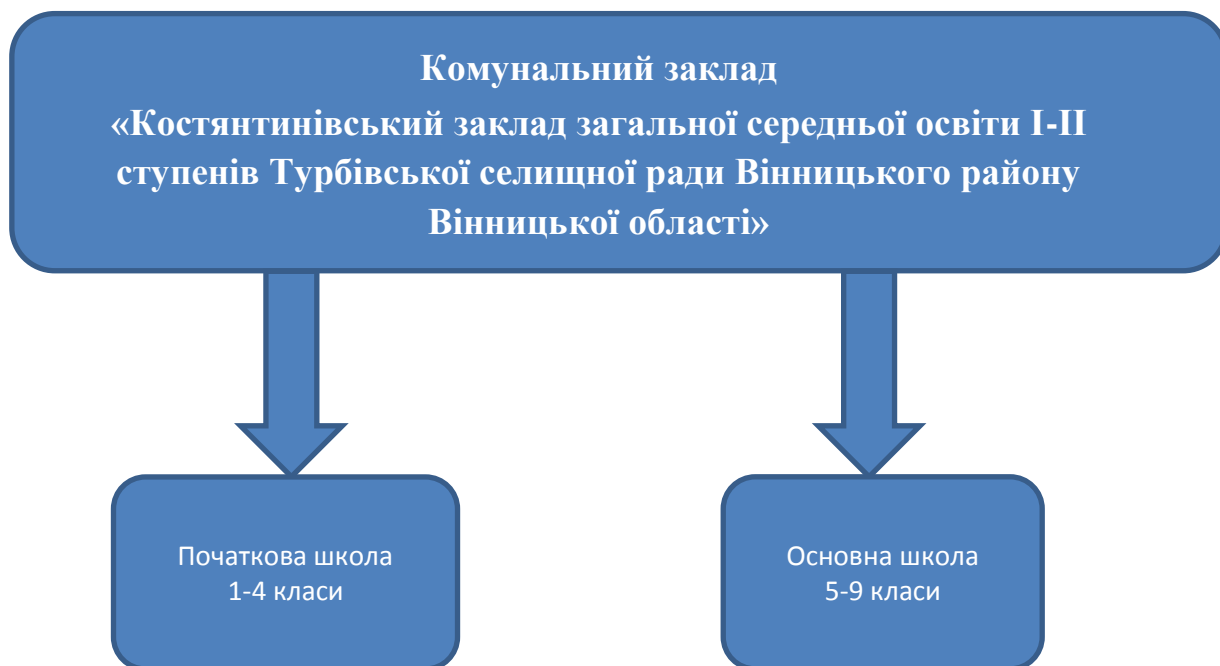 Комунальний заклад
«Костянтинівський заклад загальної середньої освіти І-ІІ
ступенів Турбівської селищної ради Вінницького району
Вінницької області»
Початкова школа
1-4 класи
Основна школа
5-9 класи